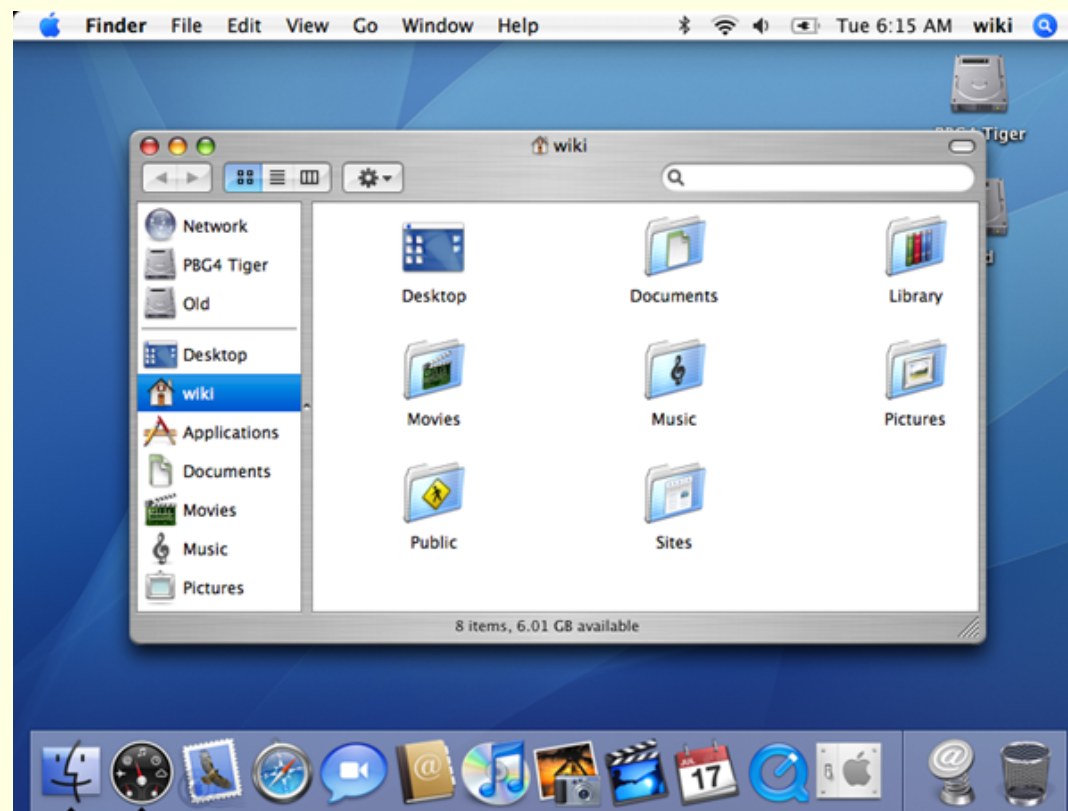 Finder File Edit View Go Window Help Tue 6:15 AM wiki
Tiger
wiki
Network
PBG4 Tiger
Old
Desktop
wiki
Applications
Documents
Movies
Music
Pictures
Desktop Documents Library
Movies Music Pictures
Public Sites
8 items, 6.01 GB available
JUL
17